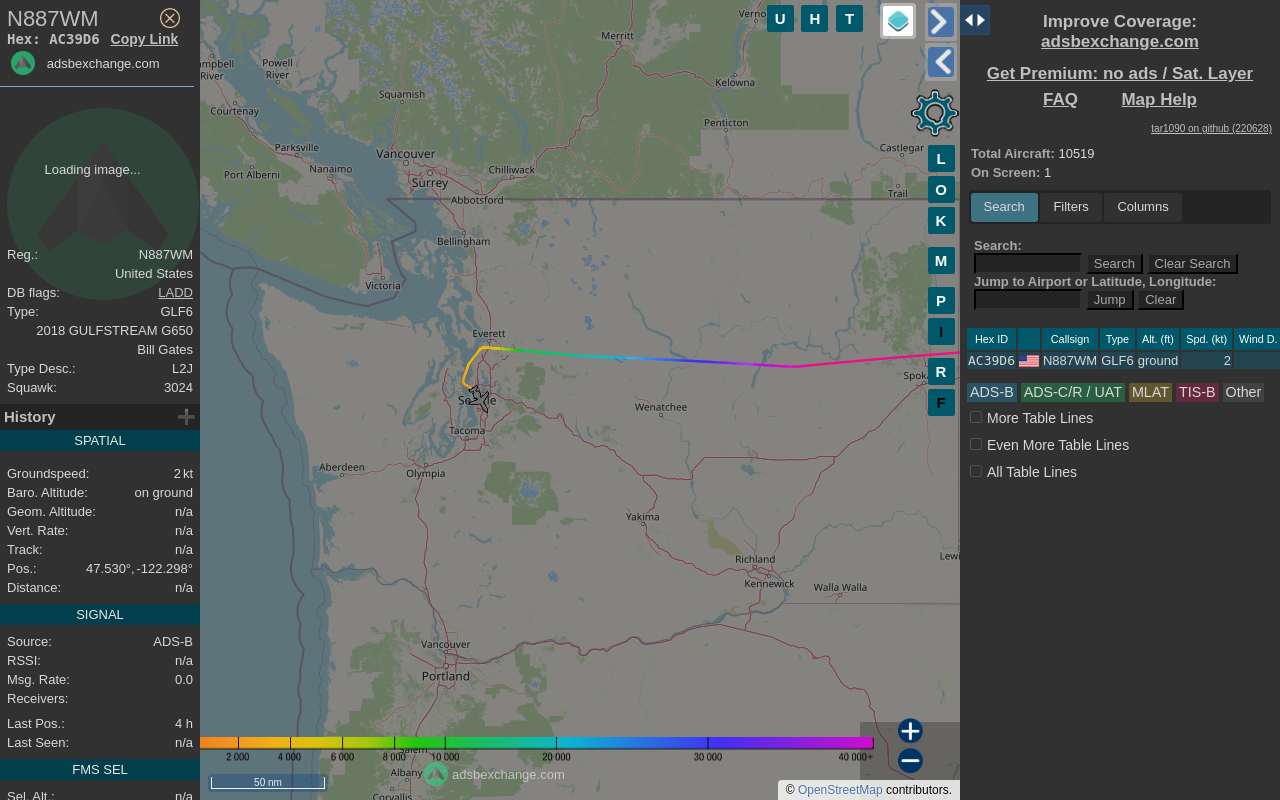 N887WM
Hex: AC39D6 Copy Link
adsbexchange.com
Loading image...
Reg.: N887WM
United States
DB flags: LADD
Type: GLF6
2018 GULFSTREAM G650
Bill Gates
Type Desc.: L2J
Squawk: 3024
History
SPATIAL
Groundspeed: 2 kt
Baro. Altitude: on ground
Geom. Altitude: n/a
Vert. Rate: n/a
Track: n/a
Pos.: 47.530°, -122.298°
Distance: n/a
SIGNAL
Source: ADS-B
RSSI: n/a
Msg. Rate: 0.0
Receivers:
Last Pos.: 4 h
Last Seen: n/a
FMS SEL
Sel. Alt.: n/a
U H T
L
O
K
M
P
I
R
F
Merritt
Powell
River
River
Kelowna
Squamish
Courtenay
Penticton
Parksville
Vancouver
Castlegar
Nanaimo
Chilliwack
Port Alberni
Surrey
Trail
Abbotsford
Bellingham
Victoria
Everett
Wenatchee
Tacoma
Aberdeen
Olympia
Yakima
Richland
Kennewick
Walla Walla
Vancouver
Portland
Albany
Corvallis
2 000 4 000 6 000 8 000 10 000 20 000 30 000 40 000+
adsbexchange.com
50 nm
© OpenStreetMap contributors.
Improve Coverage:
adsbexchange.com
Get Premium: no ads / Sat. Layer
FAQ Map Help
tar1090 on github (220628)
Total Aircraft: 10519
On Screen: 1
Search Filters Columns
Search:
Search Clear Search
Jump to Airport or Latitude, Longitude:
Jump Clear
Hex ID Callsign Type Alt. (ft) Spd. (kt) Wind D.
AC39D6 N887WM GLF6 ground 2
ADS-B ADS-C/R / UAT MLAT TIS-B Other
More Table Lines
Even More Table Lines
All Table Lines